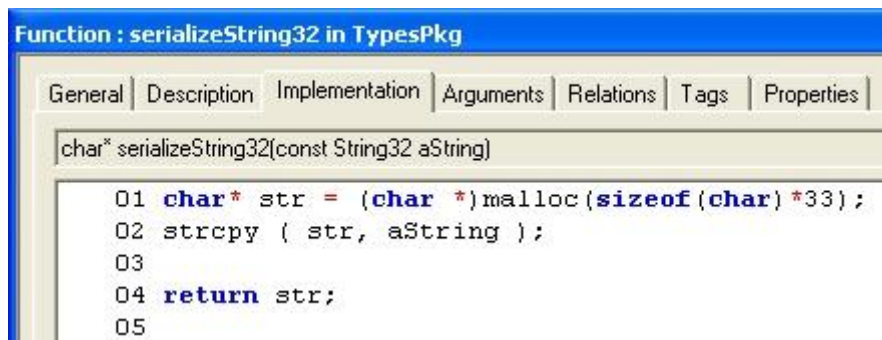 Function : serializeString32 in TypesPkg
General Description Implementation Arguments Relations Tags Properties
char* serializeString32(const String32 aString)
01 char* str = (char *)malloc(sizeof(char)*33);
02 strcpy ( str, aString );
03
04 return str;
05